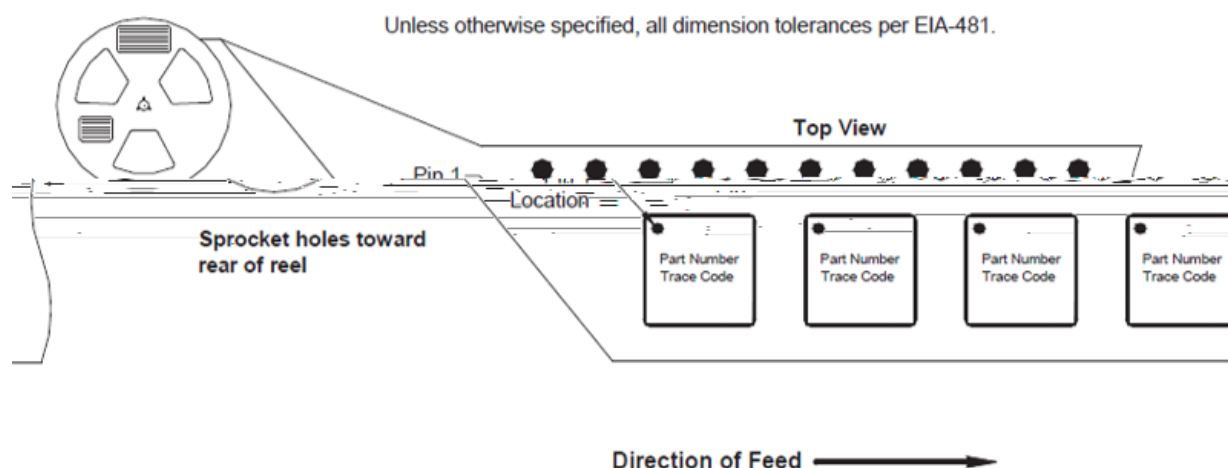 Unless otherwise specified, all dimension tolerances per EIA-481.
Top View
Pin 1
Location
Sprocket holes toward
rear of reel
Part Number
Trace Code
Part Number
Trace Code
Part Number
Trace Code
Part Number
Trace Code
Direction of Feed